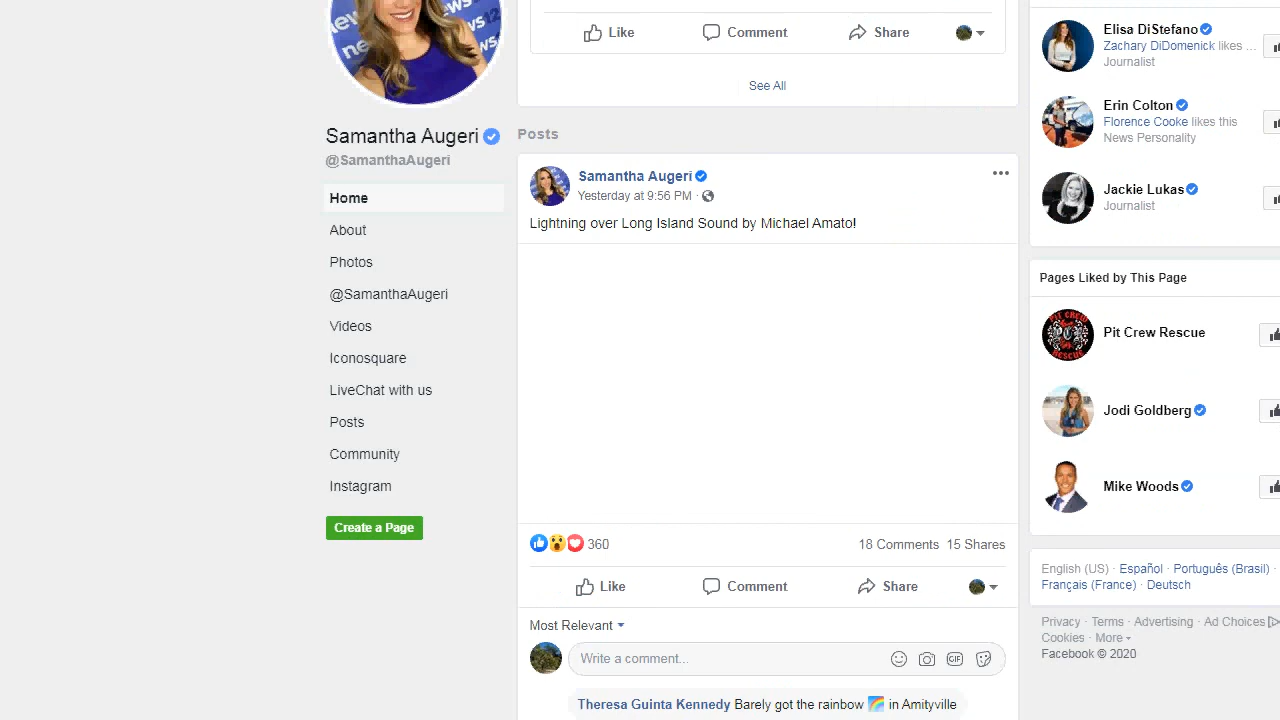 Like
Comment
Share
See All
Samantha Augeri
@SamanthaAugeri
Home
About
Photos
@SamanthaAugeri
Videos
Iconosquare
LiveChat with us
Posts
Community
Instagram
Create a Page
Posts
Samantha Augeri
Yesterday at 9:56 PM ·
Lightning over Long Island Sound by Michael Amato!
360
18 Comments 15 Shares
Like
Comment
Share
Most Relevant
Write a comment...
GIF
Theresa Guinta Kennedy Barely got the rainbow 🌈 in Amityville
Elisa DiStefano
Zachary DiDomenick likes ...
Journalist
Erin Colton
Florence Cooke likes this
News Personality
Jackie Lukas
Journalist
Pages Liked by This Page
PIT CREW
RESCUE
Pit Crew Rescue
Jodi Goldberg
Mike Woods
English (US) · Español · Português (Brasil) ·
Français (France) · Deutsch
Privacy · Terms · Advertising · Ad Choices
Cookies · More
Facebook © 2020